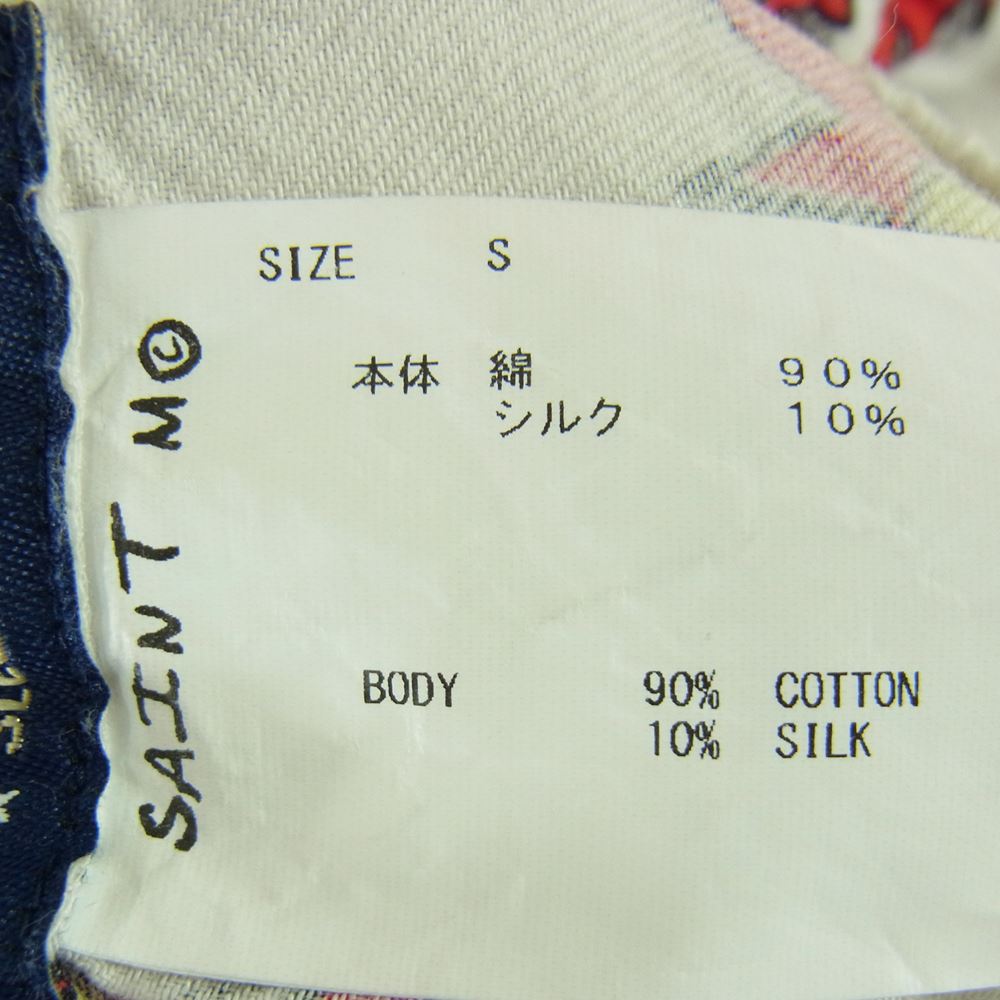 SIZE S
本体 綿 90%
シルク 10%
BODY 90% COTTON
10% SILK
SAINT M©